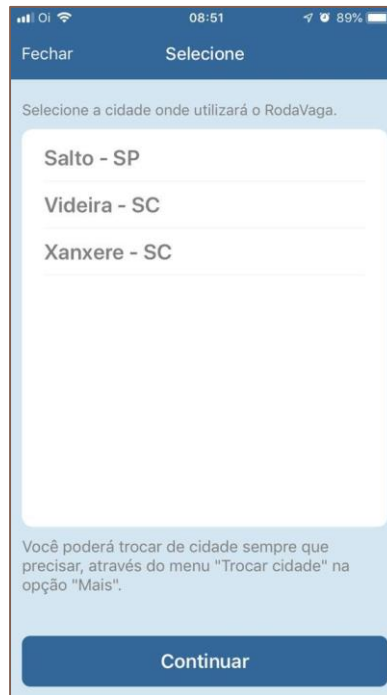 Oi 08:51 89%
Fechar Selecione
Selecione a cidade onde utilizará o RodaVaga.
Salto - SP
Videira - SC
Xanxere - SC
Você poderá trocar de cidade sempre que
precisar, através do menu "Trocar cidade" na
opção "Mais".
Continuar